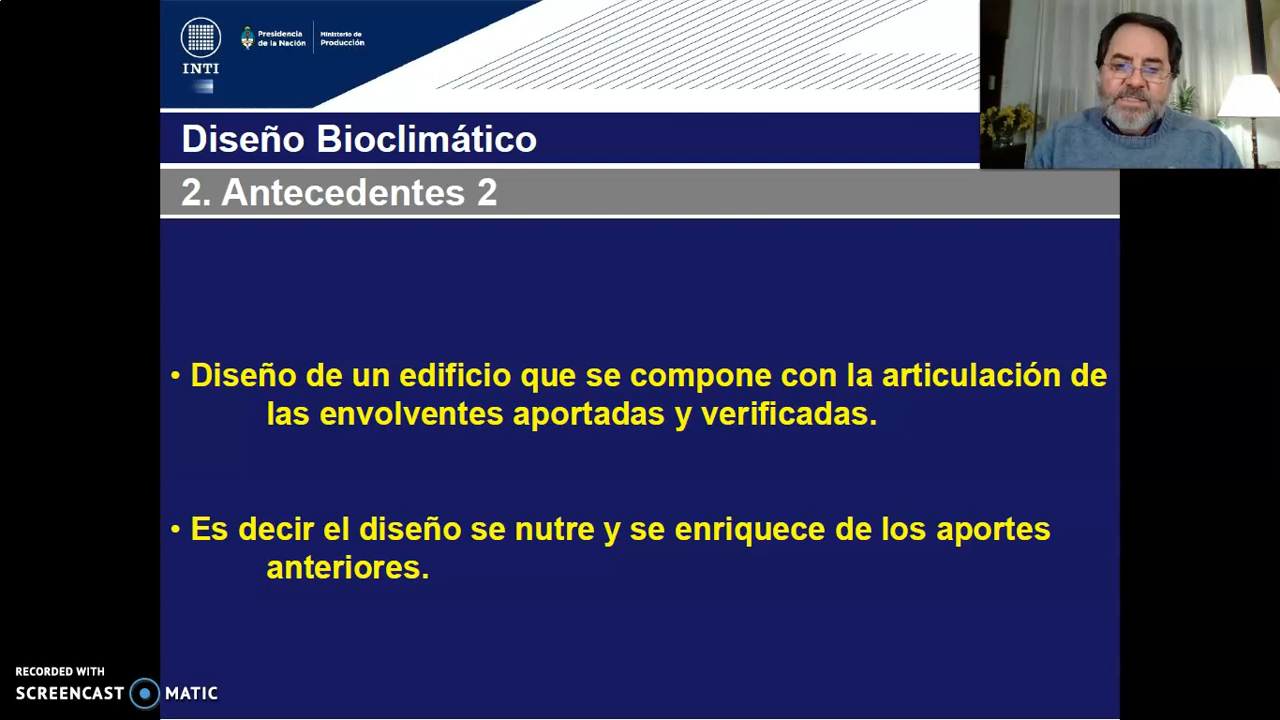 INTI
Presidencia
de la Nación
Ministerio de
Producción
Diseño Bioclimático
2. Antecedentes 2
• Diseño de un edificio que se compone con la articulación de
las envolventes aportadas y verificadas.
• Es decir el diseño se nutre y se enriquece de los aportes
anteriores.
RECORDED WITH
SCREENCAST MATIC